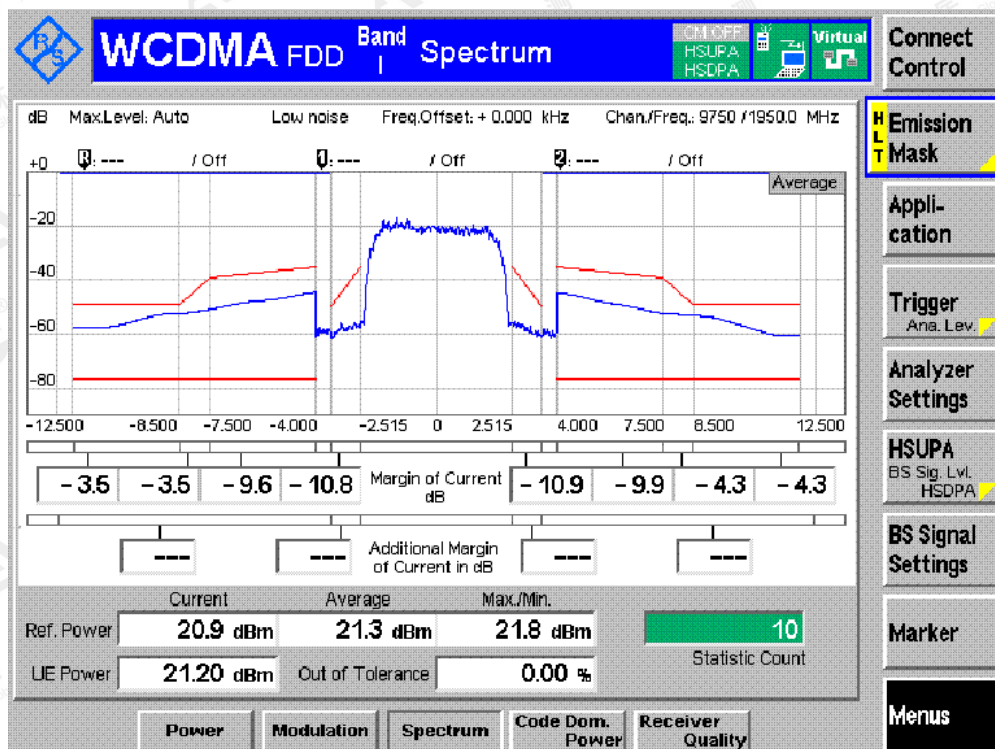 R/S
WCDMA FDD Band I Spectrum
CH1 OFF
HSUPA
HSDPA
Virtual
Connect
Control
dB Max.Level: Auto Low noise Freq.Offset: + 0.000 kHz Chan./Freq.: 9750 /1950.0 MHz
HLT
Emission
Mask
+0 R: --- / Off 1: --- / Off 2: --- / Off
Average
-20
-40
-60
-80
-12.500 -8.500 -7.500 -4.000 -2.515 0 2.515 4.000 7.500 8.500 12.500
Appli-
cation
Trigger
Ana. Lev.
Analyzer
Settings
- 3.5 - 3.5 - 9.6 - 10.8 Margin of Current dB - 10.9 - 9.9 - 4.3 - 4.3
HSUPA
BS Sig. Lvl.
HSDPA
--- --- Additional Margin of Current in dB --- ---
BS Signal
Settings
Current Average Max./Min.
Ref. Power 20.9 dBm 21.3 dBm 21.8 dBm 10
Statistic Count
UE Power 21.20 dBm Out of Tolerance 0.00 %
Marker
Power Modulation Spectrum Code Dom. Power Receiver Quality
Menus